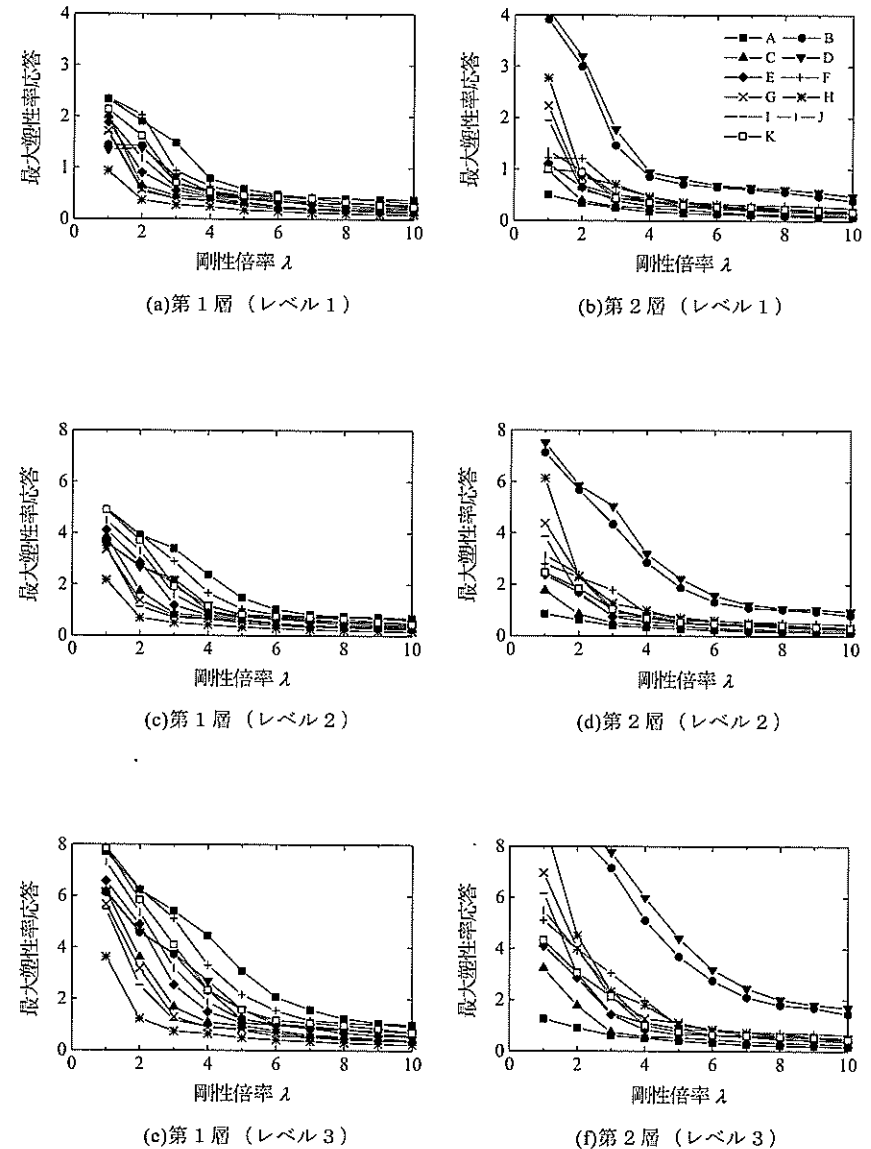 最大塑性率応答
4
3
2
1
0
0 2 4 6 8 10
剛性倍率 λ
(a)第1層（レベル1）
最大塑性率応答
4
3
2
1
0
0 2 4 6 8 10
A B
C D
E F
G H
I J
K
剛性倍率 λ
(b)第2層（レベル1）
最大塑性率応答
8
6
4
2
0
0 2 4 6 8 10
剛性倍率 λ
(c)第1層（レベル2）
最大塑性率応答
8
6
4
2
0
0 2 4 6 8 10
剛性倍率 λ
(d)第2層（レベル2）
最大塑性率応答
8
6
4
2
0
0 2 4 6 8 10
剛性倍率 λ
(e)第1層（レベル3）
最大塑性率応答
8
6
4
2
0
0 2 4 6 8 10
剛性倍率 λ
(f)第2層（レベル3）